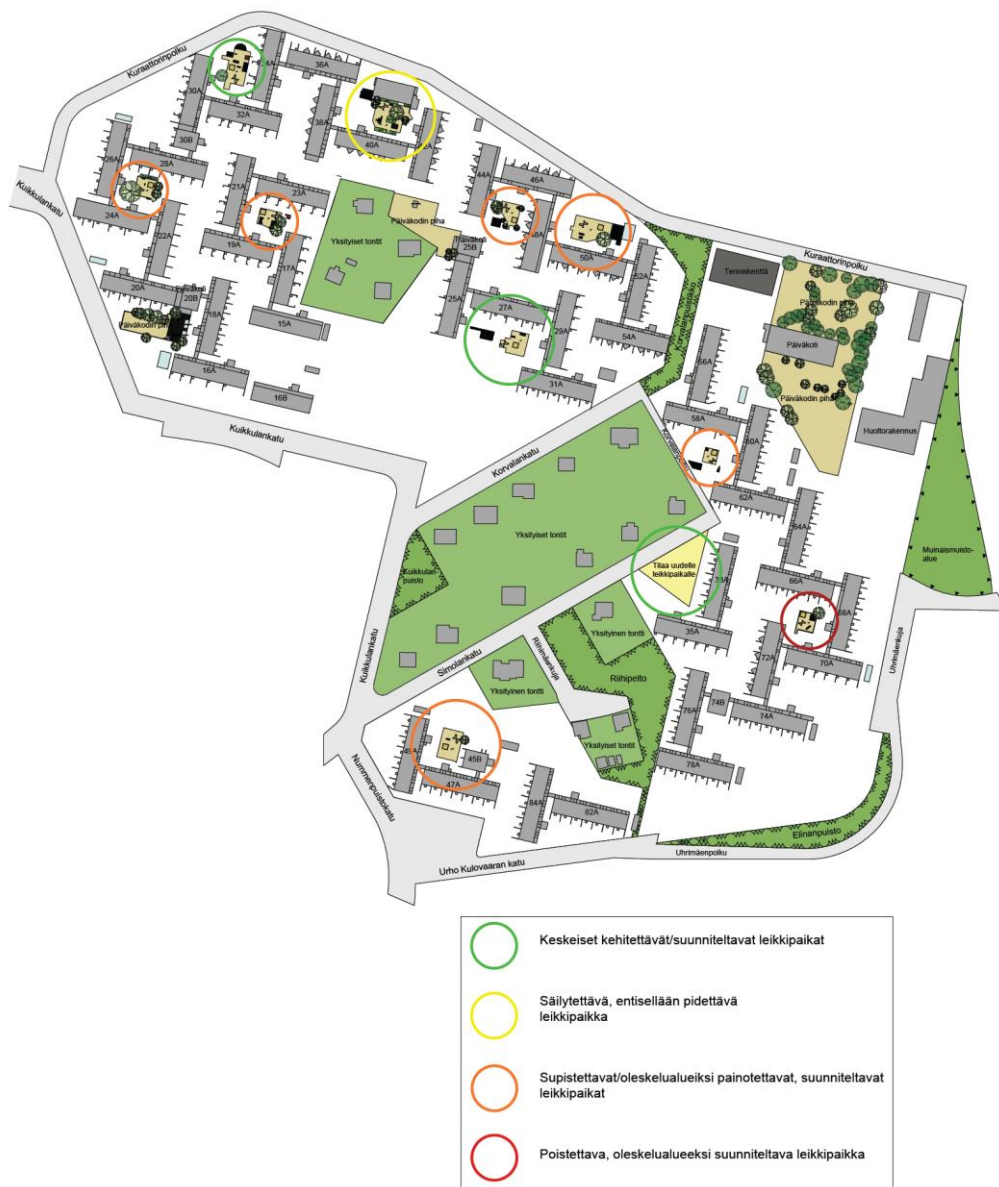 Kuraattorinpolku
34A
36A
30A
32A
38A
40A
42A
30B
26A
28A
21A
23A
44A
46A
48A
Kuikkulankatu
24A
22A
19A
17A
Yksityiset tontit
Päiväkodin piha
Päiväkoti
25B
50A
52A
Korvalanpuistikko
Kuraattorinpolku
Tenniskenttä
Päiväkodin piha
20A
Päiväkoti
20B
18A
Päiväkodin piha
15A
25A
27A
29A
54A
56A
Päiväkoti
16A
16B
31A
Päiväkodin piha
Kuikkulankatu
Korvalankatu
58A
60A
Huoltorakennus
62A
64A
Yksityiset tontit
Kuikkulan-
puisto
Tilaa uudelle
leikkipaikalle
Muinaismuisto-
alue
66A
68A
35A
Yksityinen tontti
Kuikkulankatu
Simolankatu
Riihimäenkuja
Riihipelto
72A
70A
Uhrimäenkuja
Yksityinen tontti
76A
74B
74A
Yksityiset tontit
49A
45B
47A
78A
Nummenpuistokatu
84A
82A
Elinanpuisto
Uhrimäenpolku
Urho Kulovaaran katu
Keskeiset kehitettävät/suunniteltavat leikkipaikat
Säilytettävä, entisellään pidettävä
leikkipaikka
Supistettavat/oleskelualueiksi painotettavat, suunniteltavat
leikkipaikat
Poistettava, oleskelualueeksi suunniteltava leikkipaikka